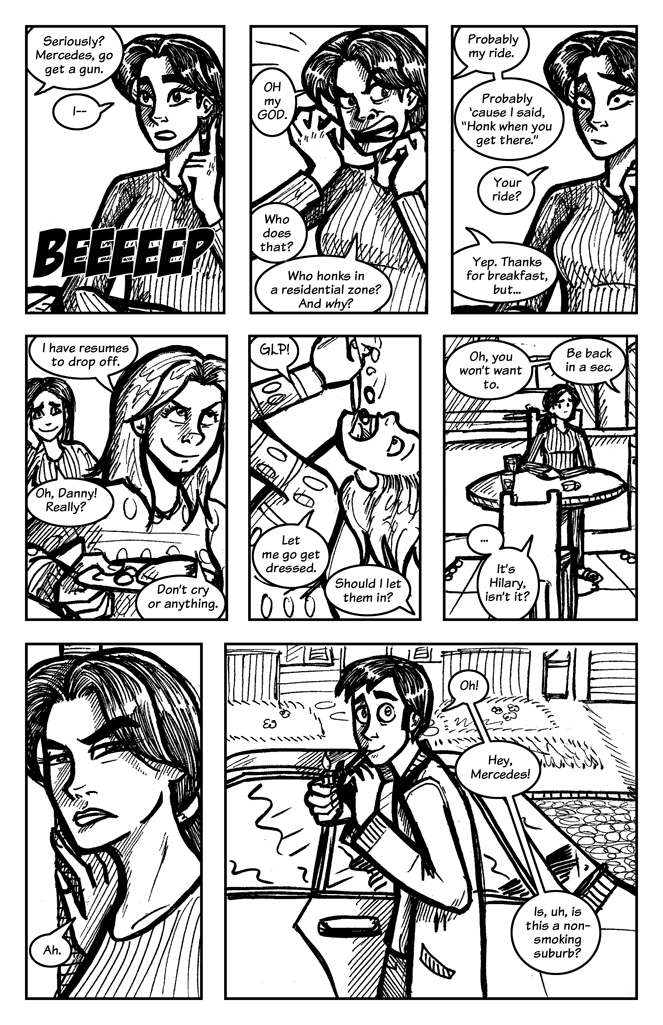 Seriously?
Mercedes, go
get a gun.
I--
BEEEEEP
OH
my
GOD.
Who
does
that?
Who honks in
a residential zone?
And why?
Probably
my ride.
Probably
'cause I said,
"Honk when you
get there."
Your
ride?
Yep. Thanks
for breakfast,
but...
I have resumes
to drop off.
Oh, Danny!
Really?
Don't cry
or anything.
GLP!
Let
me go get
dressed.
Should I let
them in?
Oh, you
won't want
to.
Be back
in a sec.
...
It's
Hilary,
isn't it?
Ah.
Oh!
Hey,
Mercedes!
Is, uh, is
this a non-
smoking
suburb?